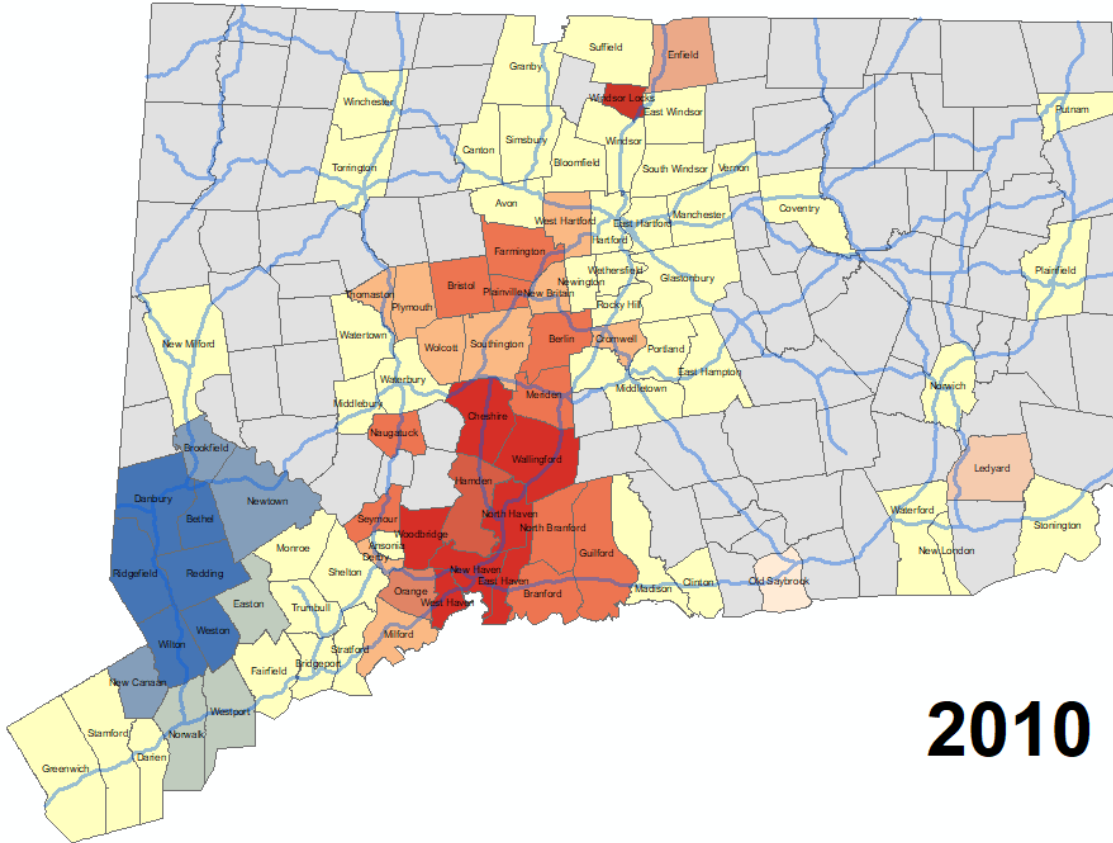 Suffield
Enfield
Granby
Windsor Locks
Winchester
East Windsor
Putnam
Simsbury
Windsor
Canton
Bloomfield
Torrington
South Windsor
Vernon
Avon
Coventry
Manchester
West Hartford
East Hartford
Hartford
Farmington
Wethersfield
Plainfield
Glastonbury
Newington
Bristol
Plainville
New Britain
Thomaston
Plymouth
Rocky Hill
Watertown
Berlin
Cromwell
New Milford
Wolcott
Southington
Portland
East Hampton
Waterbury
Norwich
Middletown
Meriden
Middlebury
Cheshire
Naugatuck
Brookfield
Wallingford
Ledyard
Hamden
Danbury
Newtown
Waterford
North Haven
Bethel
Seymour
North Branford
Stonington
Woodbridge
Ansonia
Monroe
Guilford
New London
Derby
New Haven
Shelton
Ridgefield
Redding
East Haven
Old Saybrook
Clinton
Madison
Orange
Branford
Easton
West Haven
Trumbull
Weston
Milford
Wilton
Stratford
Bridgeport
Fairfield
New Canaan
Westport
Stamford
Norwalk
2010
Darien
Greenwich